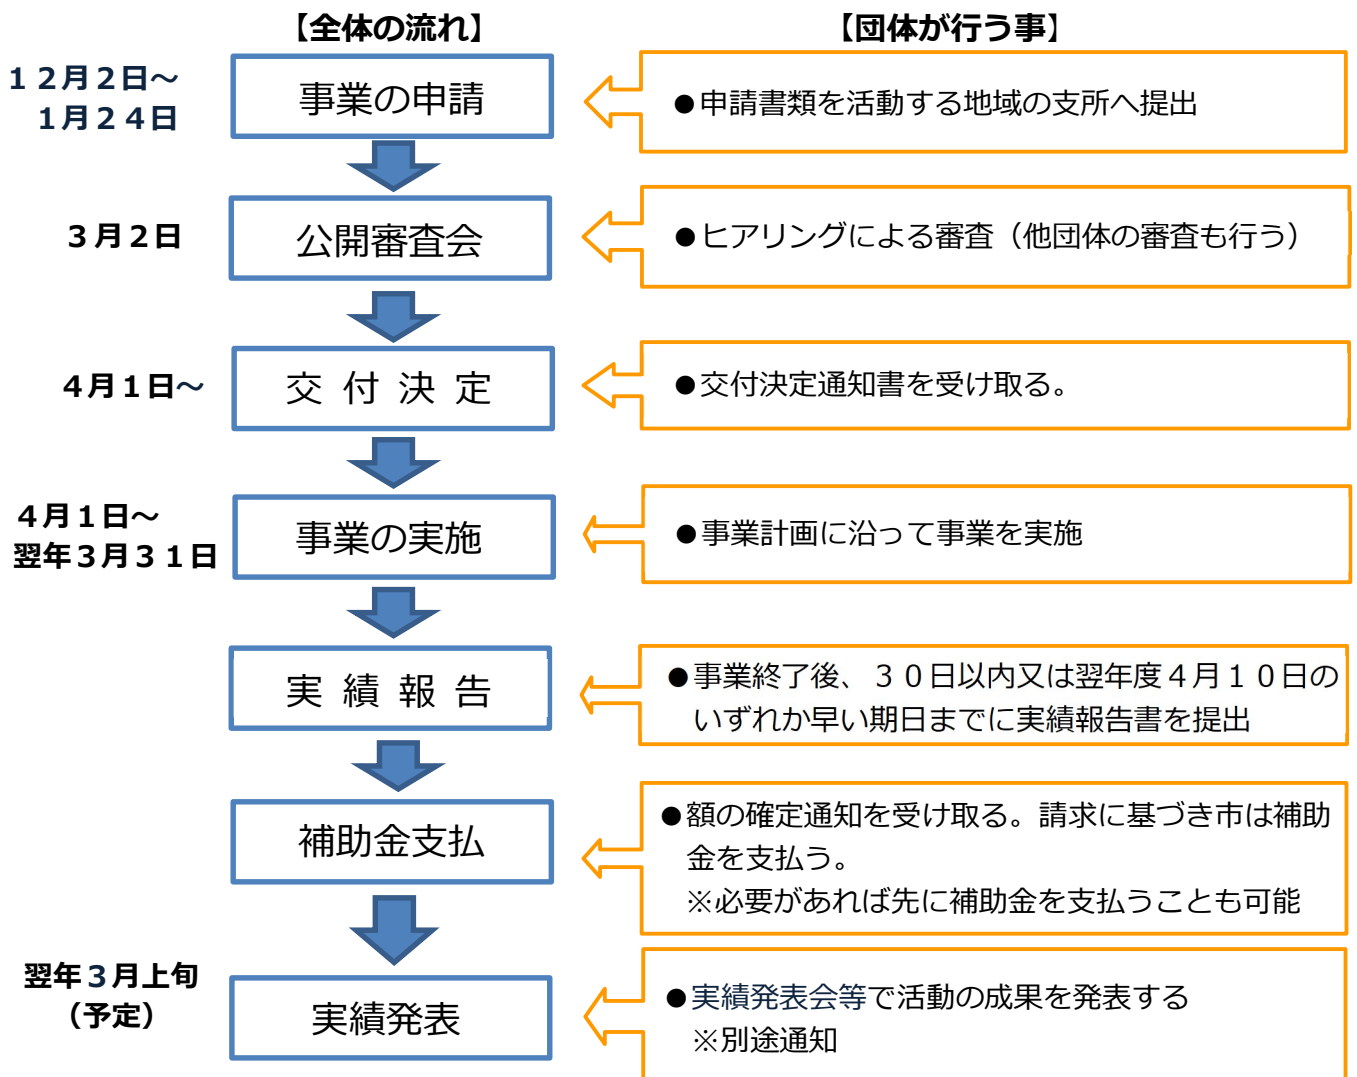 【全体の流れ】
【団体が行う事】
１２月２日～
１月２４日
事業の申請
●申請書類を活動する地域の支所へ提出
３月２日
公開審査会
●ヒアリングによる審査（他団体の審査も行う）
４月１日～
交付決定
●交付決定通知書を受け取る。
４月１日～
翌年３月３１日
事業の実施
●事業計画に沿って事業を実施
実績報告
●事業終了後、３０日以内又は翌年度４月１０日の
いずれか早い期日までに実績報告書を提出
補助金支払
●額の確定通知を受け取る。請求に基づき市は補助
金を支払う。
※必要があれば先に補助金を支払うことも可能
翌年３月上旬
（予定）
実績発表
●実績発表会等で活動の成果を発表する
※別途通知